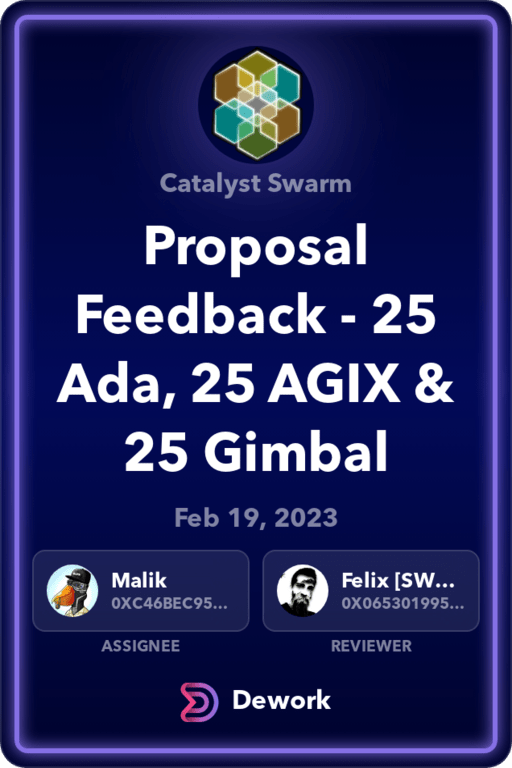 Catalyst Swarm
Proposal
Feedback - 25
Ada, 25 AGIX &
25 Gimbal
Feb 19, 2023
Malik
0XC46BEC95...
ASSIGNEE
Felix [SW...
0X065301995...
REVIEWER
Dework